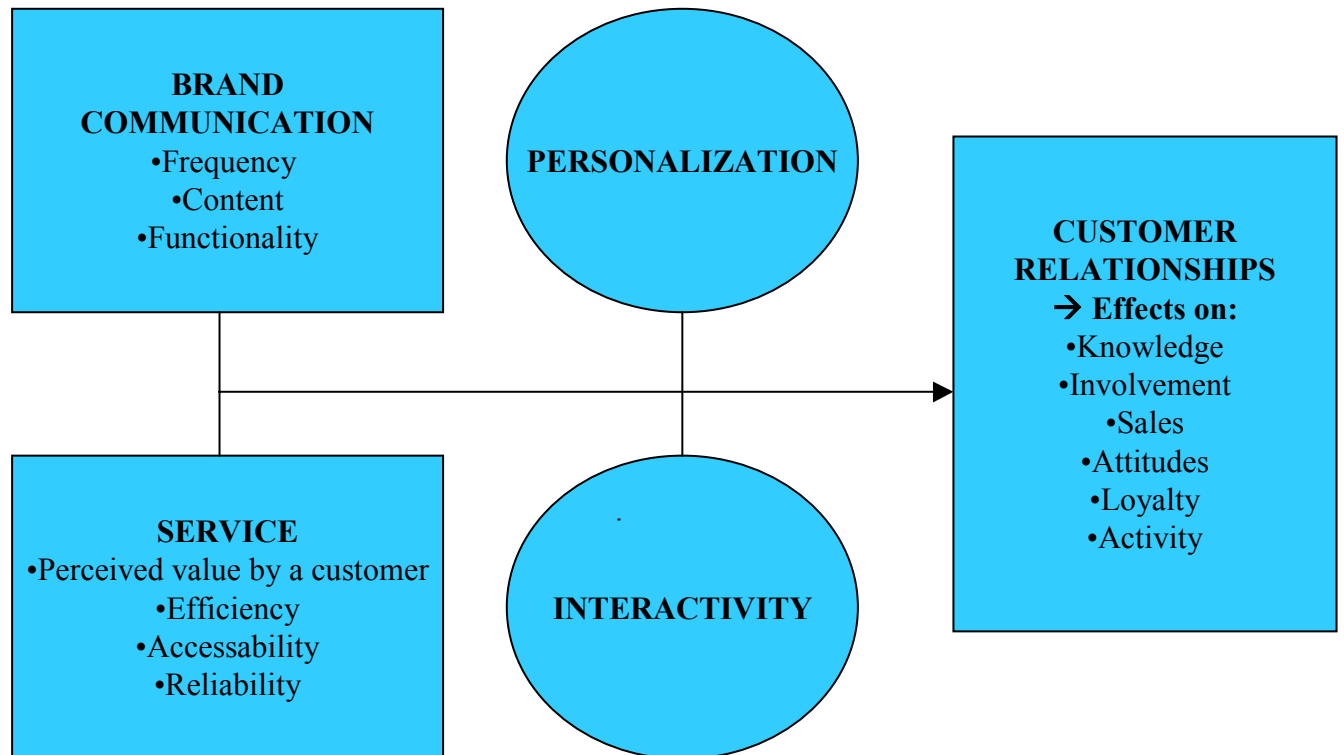 BRAND
COMMUNICATION
•Frequency
•Content
•Functionality
PERSONALIZATION
SERVICE
•Perceived value by a customer
•Efficiency
•Accessability
•Reliability
INTERACTIVITY
CUSTOMER
RELATIONSHIPS
→ Effects on:
•Knowledge
•Involvement
•Sales
•Attitudes
•Loyalty
•Activity